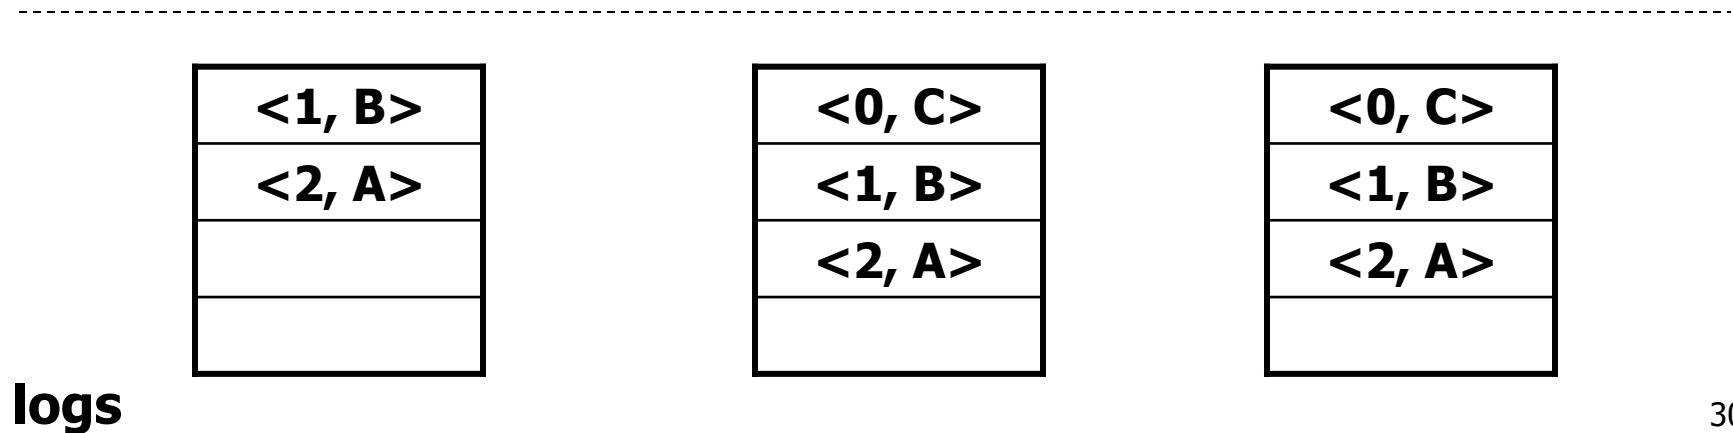 <1, B> <0, C> <0, C>
<2, A> <1, B> <1, B>
<2, A> <2, A>
logs